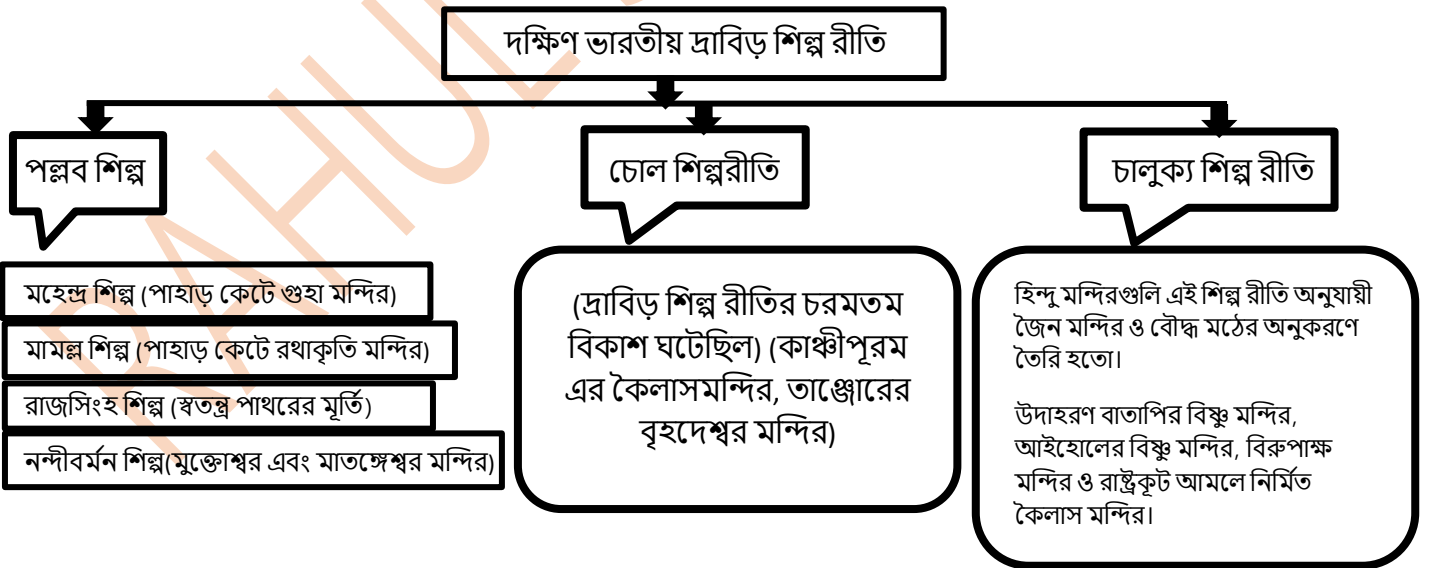 দক্ষিণ ভারতীয় দ্রাবিড় শিল্প রীতি
পল্লব শিল্প
চোল শিল্পরীতি
চালুক্য শিল্প রীতি
মহেন্দ্র শিল্প (পাহাড় কেটে গুহা মন্দির)
মামল্ল শিল্প (পাহাড় কেটে রথাকৃতি মন্দির)
রাজসিংহ শিল্প (স্বতন্ত্র পাথরের মূর্তি)
নন্দীবর্মন শিল্প(মুক্তোশ্বর এবং মাতঙ্গেশ্বর মন্দির)
(দ্রাবিড় শিল্প রীতির চরমতম
বিকাশ ঘটেছিল) (কাঞ্চীপূরম
এর কৈলাসমন্দির, তাঞ্জোরের
বৃহদেশ্বর মন্দির)
হিন্দু মন্দিরগুলি এই শিল্প রীতি অনুযায়ী
জৈন মন্দির ও বৌদ্ধ মঠের অনুকরণে
তৈরি হতো।
উদাহরণ বাতাপির বিষ্ণু মন্দির,
আইহোলের বিষ্ণু মন্দির, বিরুপাক্ষ
মন্দির ও রাষ্ট্রকূট আমলে নির্মিত
কৈলাস মন্দির।
RAHUL